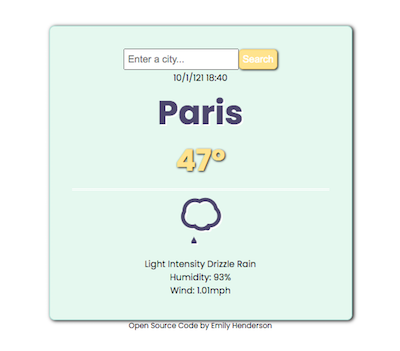 Enter a city... Search
10/1/121 18:40
Paris
47°
Light Intensity Drizzle Rain
Humidity: 93%
Wind: 1.01mph
Open Source Code by Emily Henderson